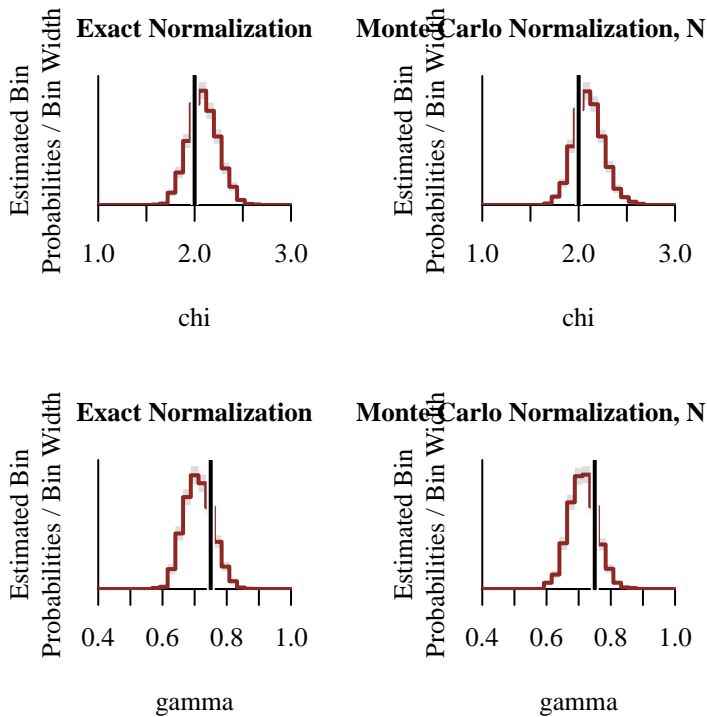 Exact Normalization
Estimated Bin
Probabilities / Bin Width
1.0 2.0 3.0
chi
Monte Carlo Normalization, N
Estimated Bin
Probabilities / Bin Width
1.0 2.0 3.0
chi
Exact Normalization
Estimated Bin
Probabilities / Bin Width
0.4 0.6 0.8 1.0
gamma
Monte Carlo Normalization, N
Estimated Bin
Probabilities / Bin Width
0.4 0.6 0.8 1.0
gamma